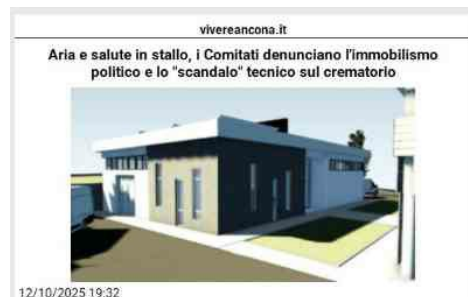 vivereancona.it
Aria e salute in stallo, i Comitati denunciano l'immobilismo
politico e lo "scandalo" tecnico sul crematorio
12/10/2025 19:32